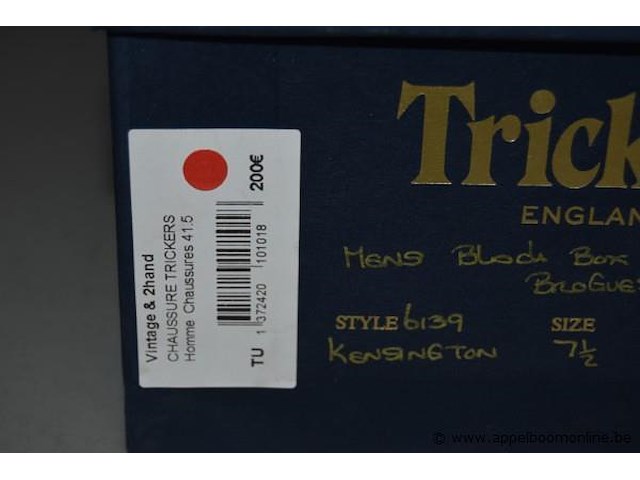 Vintage & 2hand
CHAUSSURE TRICKERS
Homme Chaussures 41.5
1 372420 101018
TU
200€
Trick
ENGLAN
MENS Black Box
BROGUE
STYLE 6139
KENSINGTON
SIZE
7½
© www.appelboomonline.be